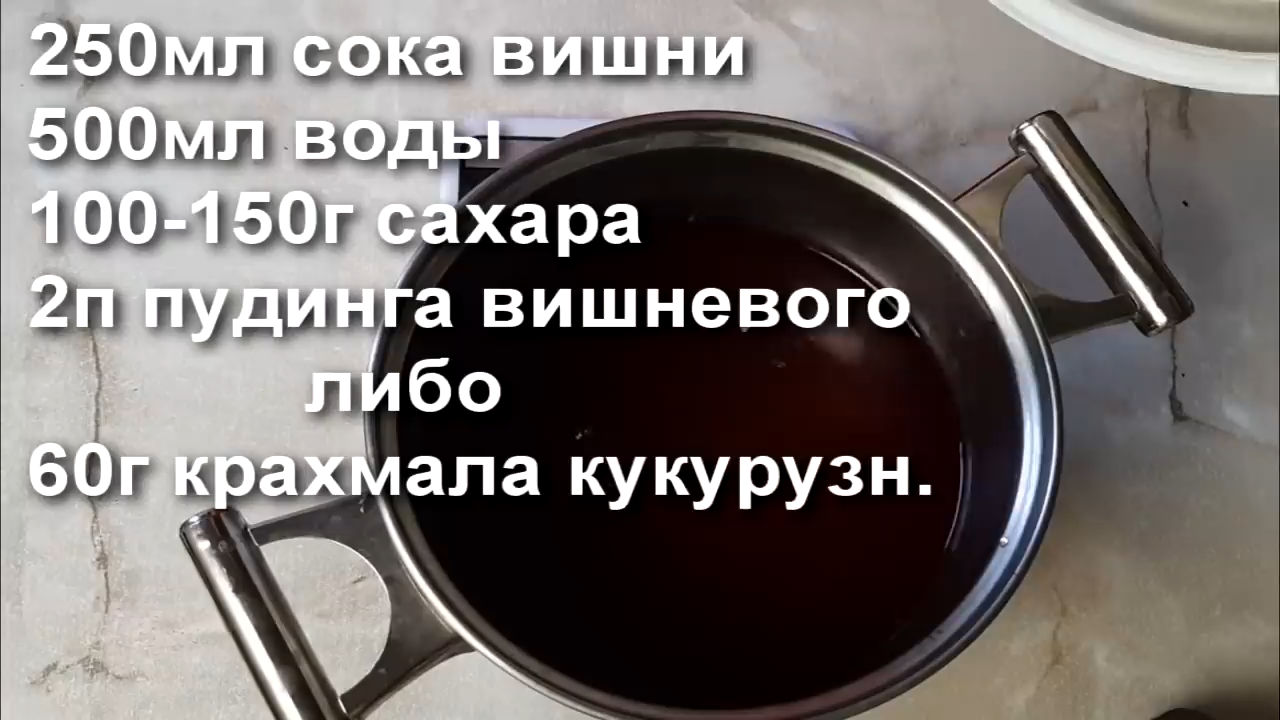 250мл сока вишни
500мл воды
100-150г сахара
2п пудинга вишневого
либо
60г крахмала кукурузн.